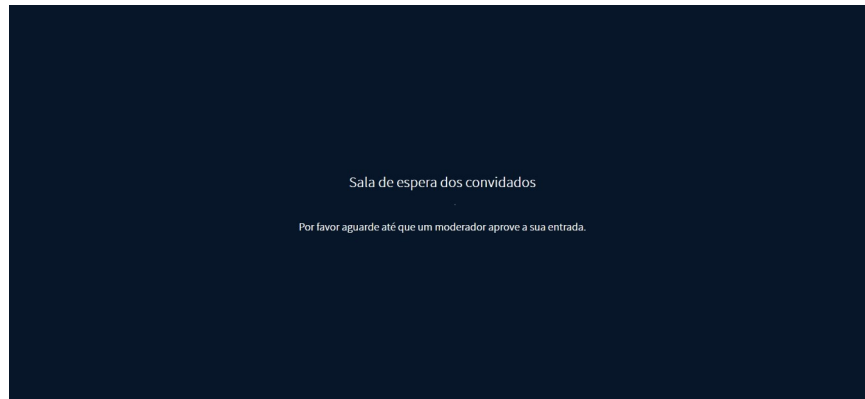 Sala de espera dos convidados
Por favor aguarde até que um moderador aprove a sua entrada.